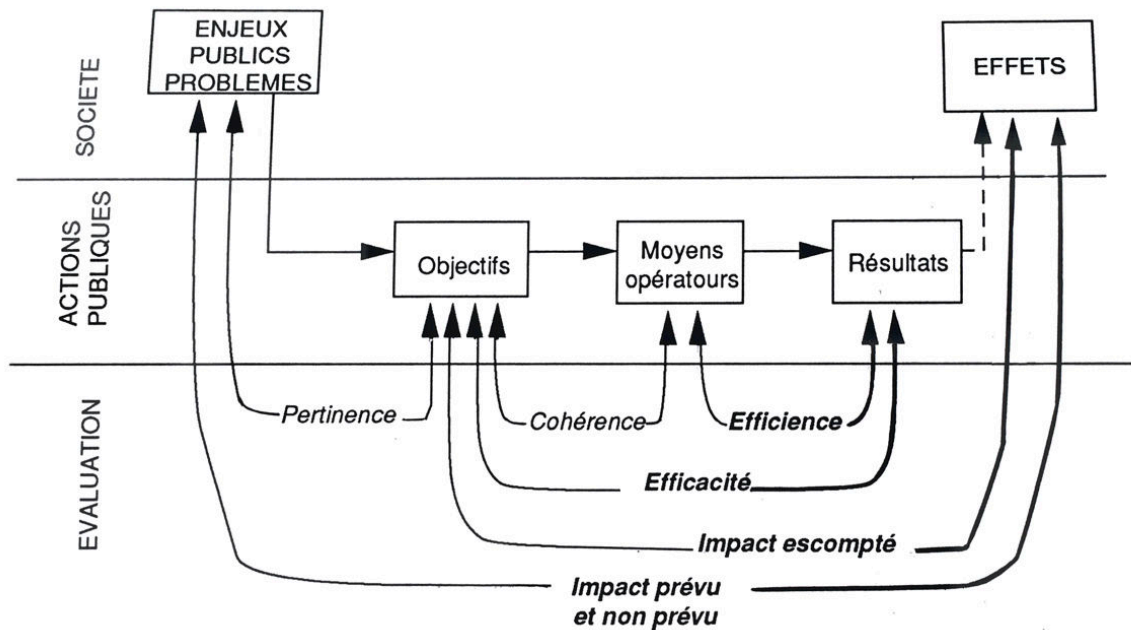 ENJEUX
PUBLICS
PROBLEMES
EFFETS
SOCIETE
ACTIONS
PUBLIQUES
Objectifs
Moyens
opératours
Résultats
EVALUATION
Pertinence
Cohérence
Efficience
Efficacité
Impact escompté
Impact prévu
et non prévu